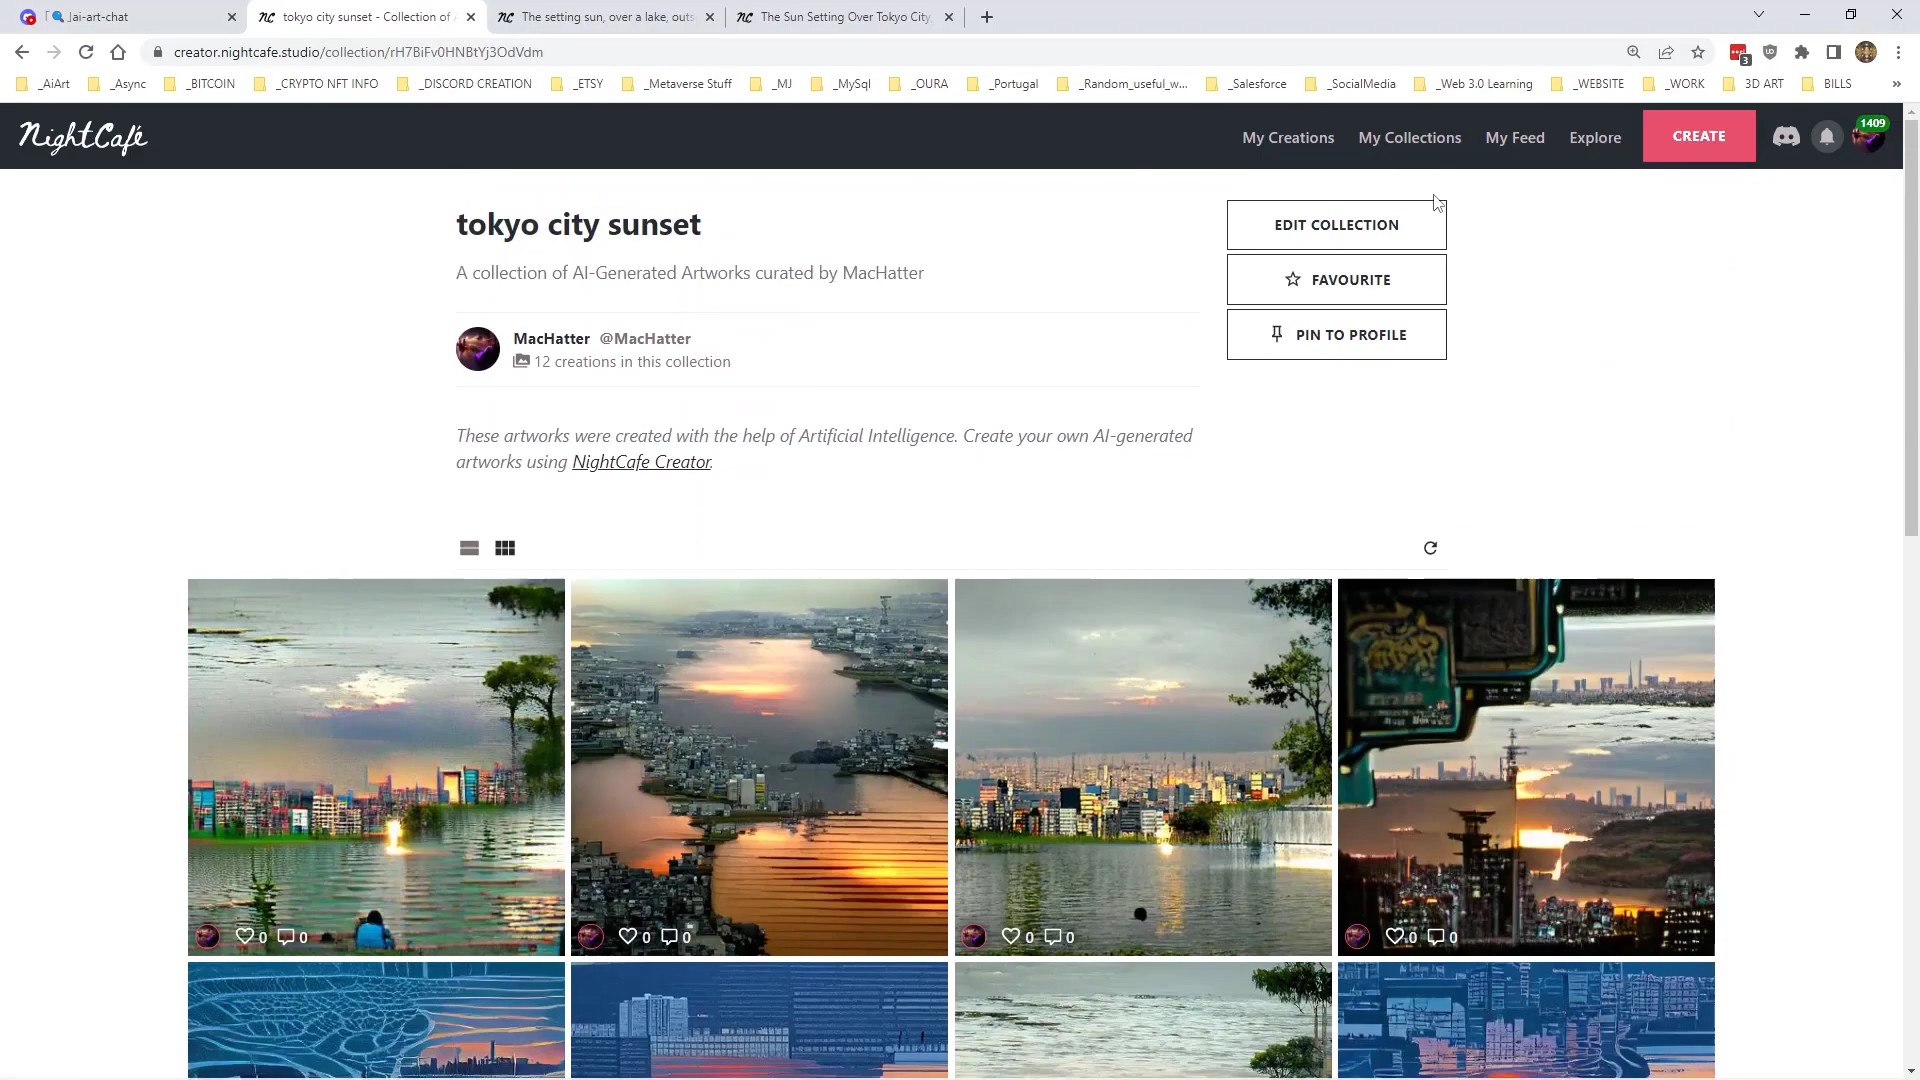 ai-art-chat
tokyo city sunset - Collection of
The setting sun, over a lake, outs
The Sun Setting Over Tokyo City,
creator.nightcafe.studio/collection/rH7BiFv0HNBtYj3OdVdm
3
_AiArt
_Async
_BITCOIN
_CRYPTO NFT INFO
_DISCORD CREATION
_ETSY
_Metaverse Stuff
_MJ
_MySql
_OURA
_Portugal
_Random_useful_w...
_Salesforce
_SocialMedia
_Web 3.0 Learning
_WEBSITE
_WORK
3D ART
BILLS
»
NightCafé
My Creations
My Collections
My Feed
Explore
CREATE
1409
tokyo city sunset
EDIT COLLECTION
A collection of AI-Generated Artworks curated by MacHatter
FAVOURITE
MacHatter @MacHatter
PIN TO PROFILE
12 creations in this collection
These artworks were created with the help of Artificial Intelligence. Create your own AI-generated
artworks using NightCafe Creator.
0 0
0 0
0 0
0 0